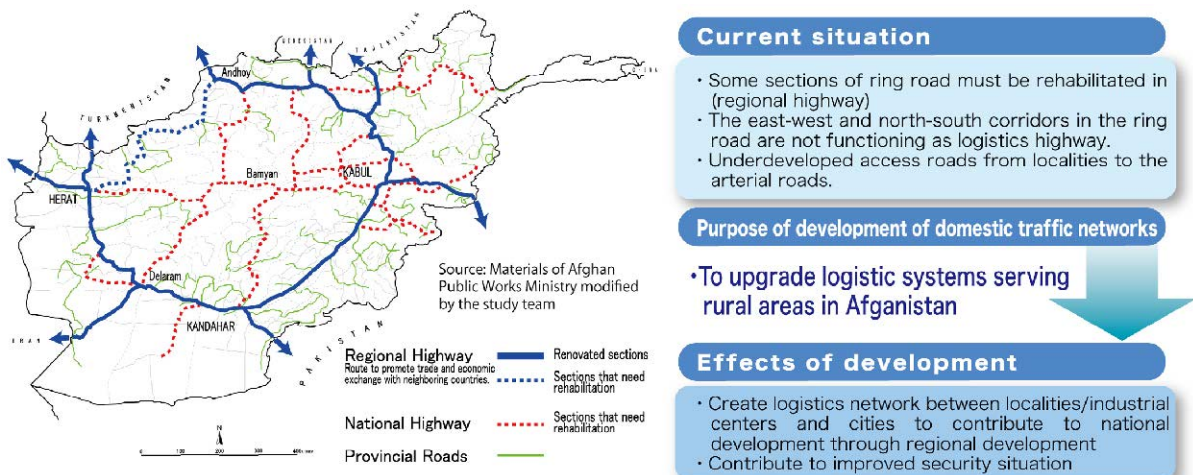 UZBEKISTAN
TAJIKISTAN
TURKMENISTAN
Andhoy
Bamyan
KABUL
HERAT
Delaram
KANDAHAR
IRAN
PAKISTAN
Source: Materials of Afghan
Public Works Ministry modified
by the study team
Regional Highway
Route to promote trade and economic
exchange with neighboring countries.
Renovated sections
Sections that need
rehabilitation
National Highway
Sections that need
rehabilitation
Provincial Roads
N
0 100 200 300
Current situation
・Some sections of ring road must be rehabilitated in
(regional highway)
・The east-west and north-south corridors in the ring
road are not functioning as logistics highway.
・Underdeveloped access roads from localities to the
arterial roads.
Purpose of development of domestic traffic networks
・To upgrade logistic systems serving
rural areas in Afganistan
Effects of development
・Create logistics network between localities/industrial
centers and cities to contribute to national
development through regional development
・Contribute to improved security situation